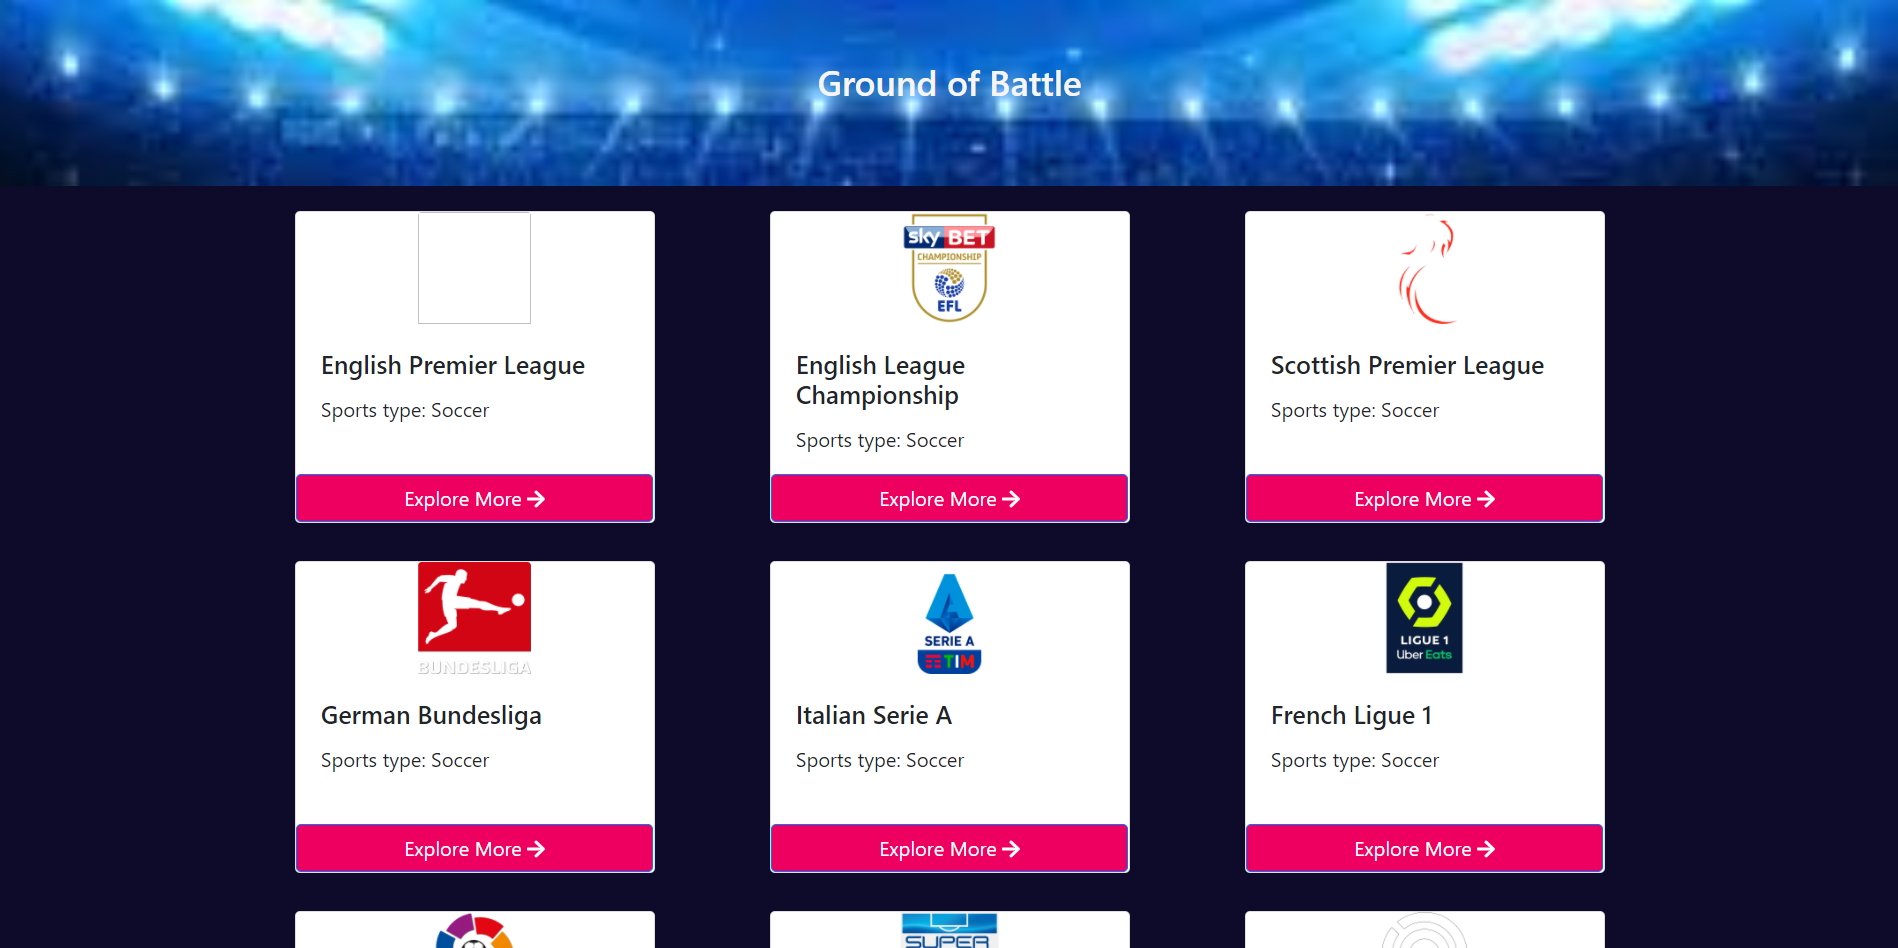 Ground of Battle
sky BET
CHAMPIONSHIP
EFL
English Premier League
Sports type: Soccer
Explore More
English League
Championship
Sports type: Soccer
Explore More
Scottish Premier League
Sports type: Soccer
Explore More
BUNDESLIGA
German Bundesliga
Sports type: Soccer
Explore More
SERIE A
TIM
Italian Serie A
Sports type: Soccer
Explore More
LIGUE 1
Uber Eats
French Ligue 1
Sports type: Soccer
Explore More
SUPER